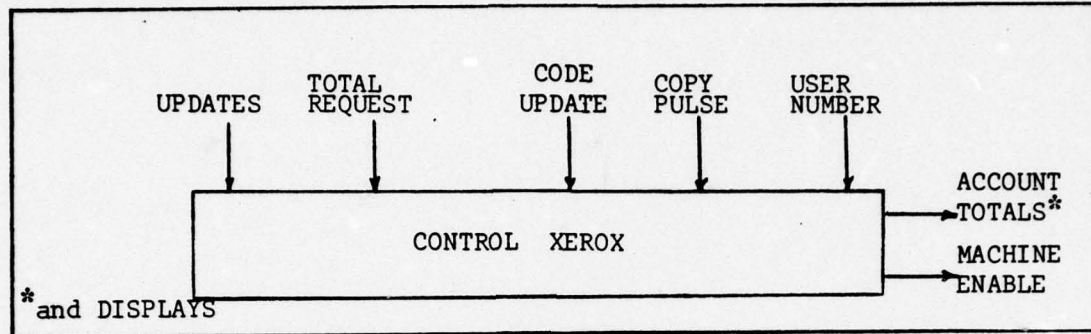 UPDATES
TOTAL
REQUEST
CODE
UPDATE
COPY
PULSE
USER
NUMBER
CONTROL XEROX
ACCOUNT
TOTALS*
MACHINE
ENABLE
*and DISPLAYS